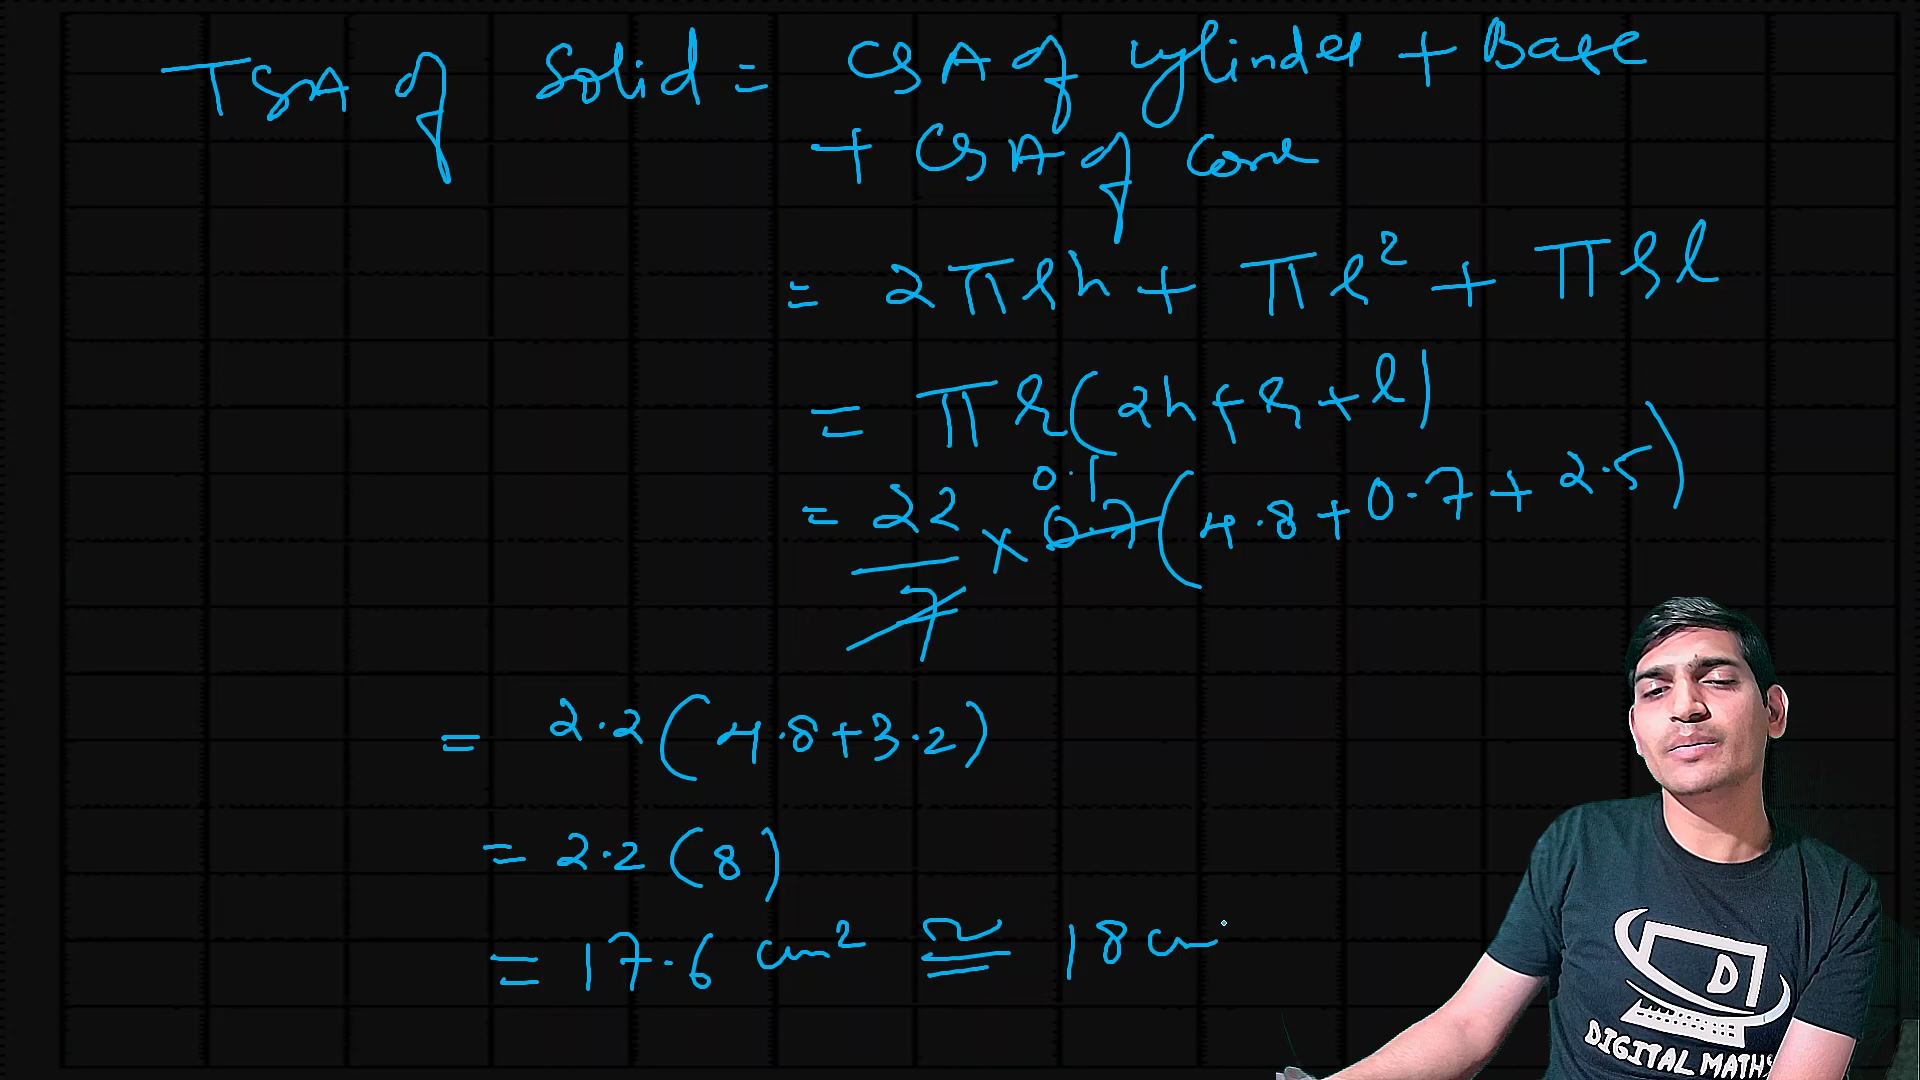 TSA of Solid = CSA of cylinder + Base
+ CSA of Cone
= 2πrh + πr² + πrl
= πr(2h+r+l)
0.1
= 22/7 × 0.7(4.8+0.7+2.5)
= 2.2(4.8+3.2)
= 2.2(8)
= 17.6 cm² ≅ 18cm
D
DIGITAL MATHS